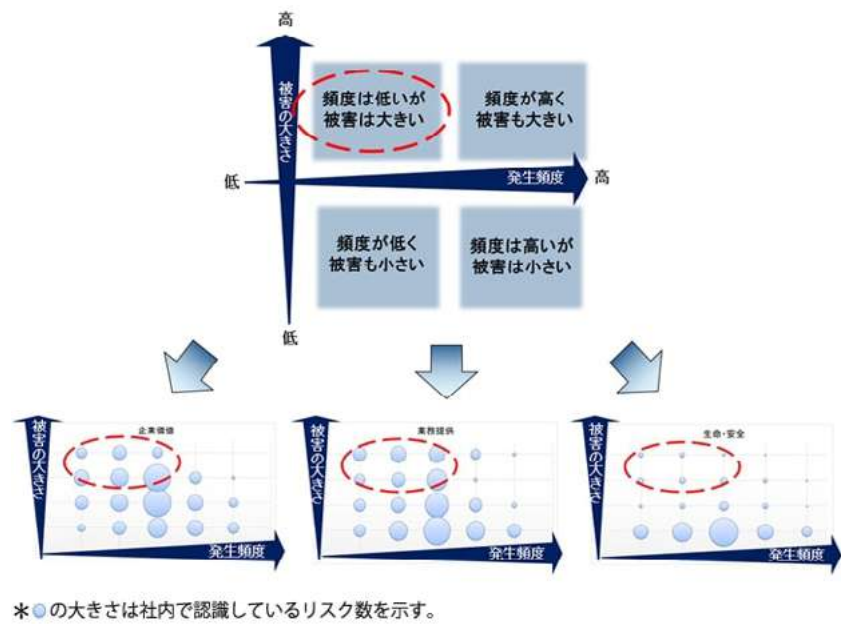 高
被害の大きさ
頻度は低いが
被害は大きい
頻度が高く
被害も大きい
低
発生頻度
高
頻度が低く
被害も小さい
頻度は高いが
被害は小さい
低
被害の大きさ
企業価値
発生頻度
被害の大きさ
業務提供
発生頻度
被害の大きさ
生命・安全
発生頻度
＊の大きさは社内で認識しているリスク数を示す。